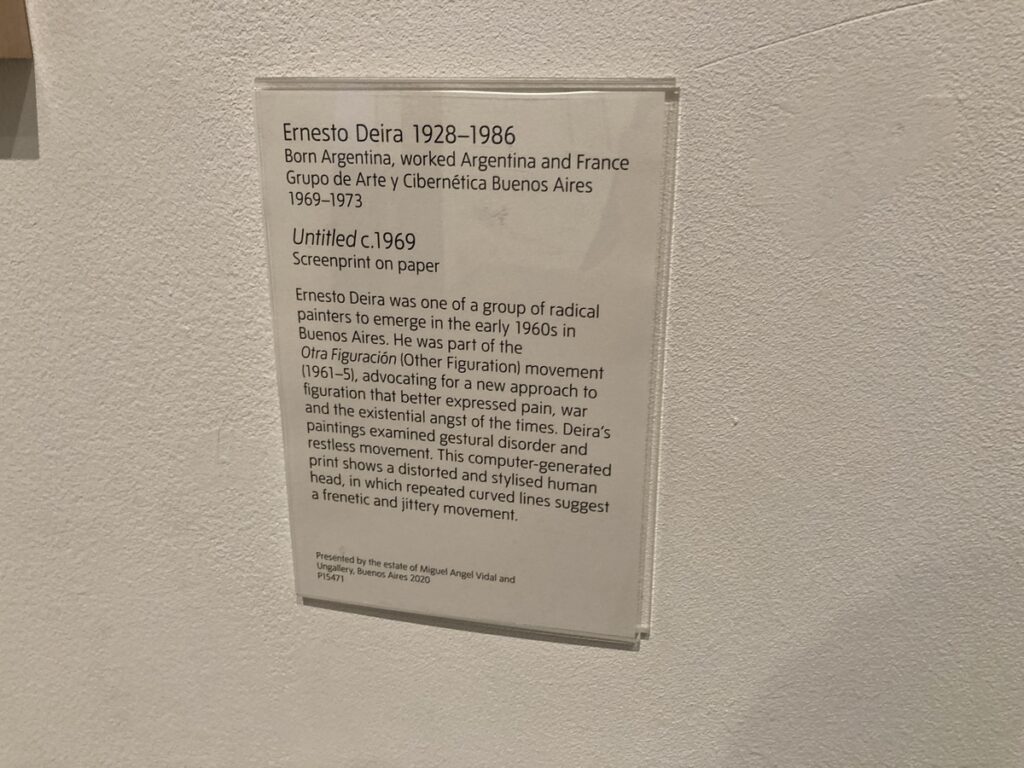 Ernesto Deira 1928–1986
Born Argentina, worked Argentina and France
Grupo de Arte y Cibernética Buenos Aires
1969–1973
Untitled c.1969
Screenprint on paper
Ernesto Deira was one of a group of radical
painters to emerge in the early 1960s in
Buenos Aires. He was part of the
Otra Figuración (Other Figuration) movement
(1961–5), advocating for a new approach to
figuration that better expressed pain, war
and the existential angst of the times. Deira’s
paintings examined gestural disorder and
restless movement. This computer-generated
print shows a distorted and stylised human
head, in which repeated curved lines suggest
a frenetic and jittery movement.
Presented by the estate of Miguel Angel Vidal and
Ungallery, Buenos Aires 2020
P15471